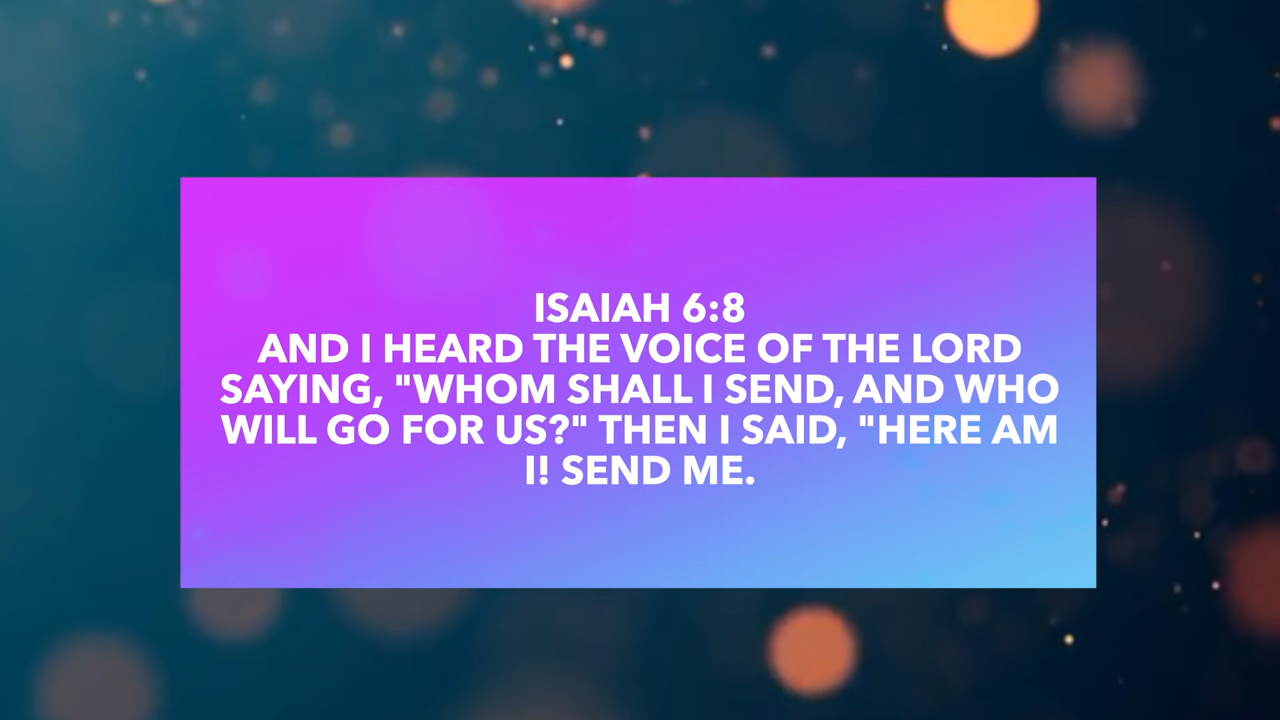 ISAIAH 6:8
AND I HEARD THE VOICE OF THE LORD
SAYING, "WHOM SHALL I SEND, AND WHO
WILL GO FOR US?" THEN I SAID, "HERE AM
I! SEND ME.